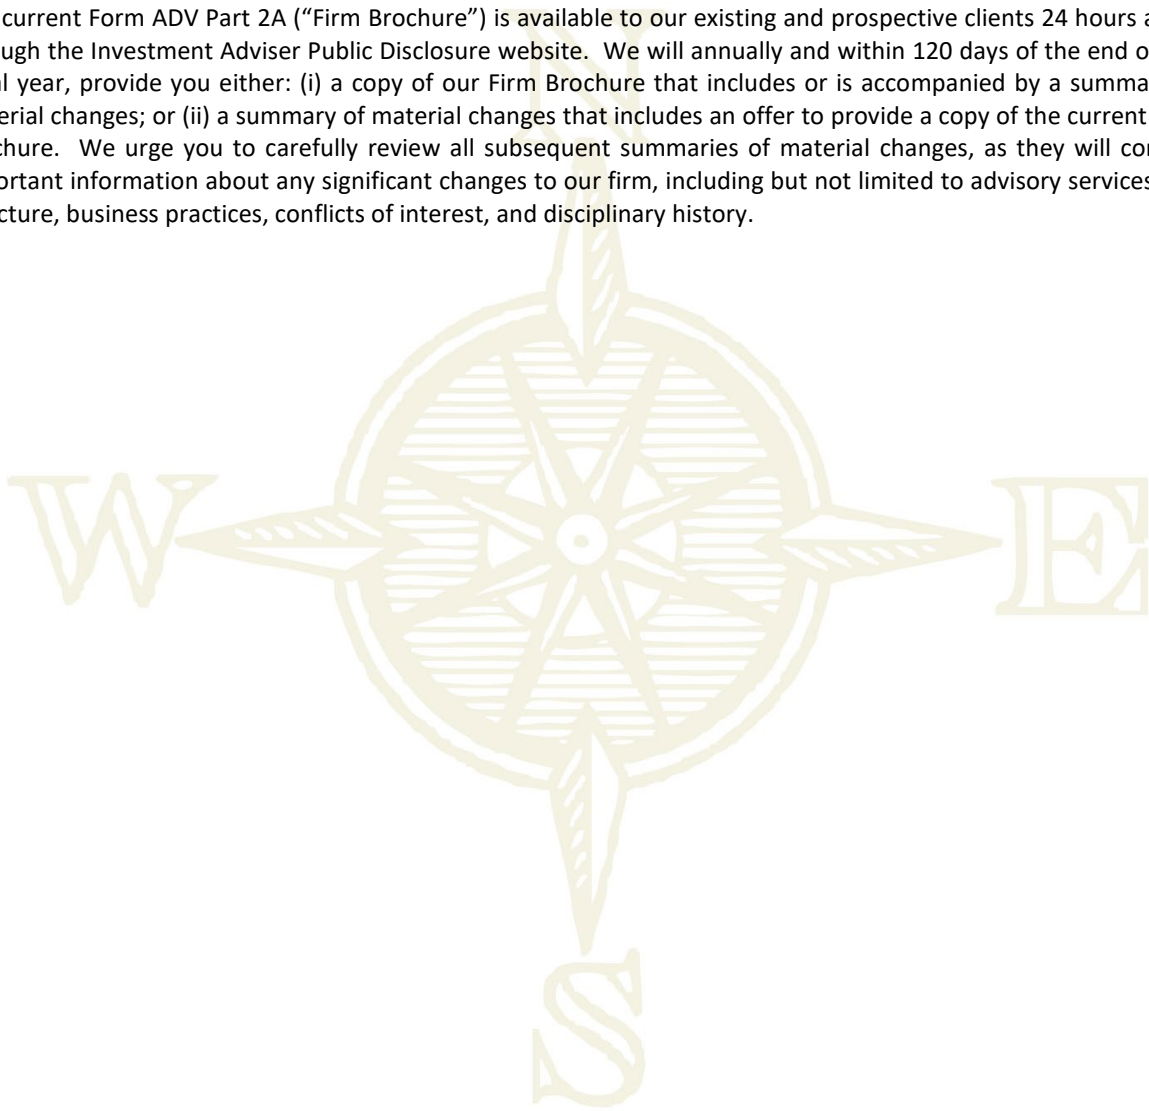 current Form ADV Part 2A (“Firm Brochure”) is available to our existing and prospective clients 24 hours a
ugh the Investment Adviser Public Disclosure website. We will annually and within 120 days of the end o
l year, provide you either: (i) a copy of our Firm Brochure that includes or is accompanied by a summa
erial changes; or (ii) a summary of material changes that includes an offer to provide a copy of the current
chure. We urge you to carefully review all subsequent summaries of material changes, as they will con
ortant information about any significant changes to our firm, including but not limited to advisory services
cture, business practices, conflicts of interest, and disciplinary history.
N
W E
S